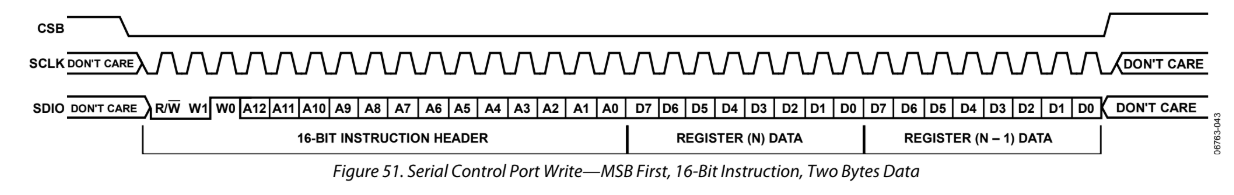 CSB
SCLK DON'T CARE DON'T CARE
SDIO DON'T CARE R/W̅ W1 W0 A12 A11 A10 A9 A8 A7 A6 A5 A4 A3 A2 A1 A0 D7 D6 D5 D4 D3 D2 D1 D0 D7 D6 D5 D4 D3 D2 D1 D0 DON'T CARE
16-BIT INSTRUCTION HEADER REGISTER (N) DATA REGISTER (N – 1) DATA
06763-043
Figure 51. Serial Control Port Write—MSB First, 16-Bit Instruction, Two Bytes Data